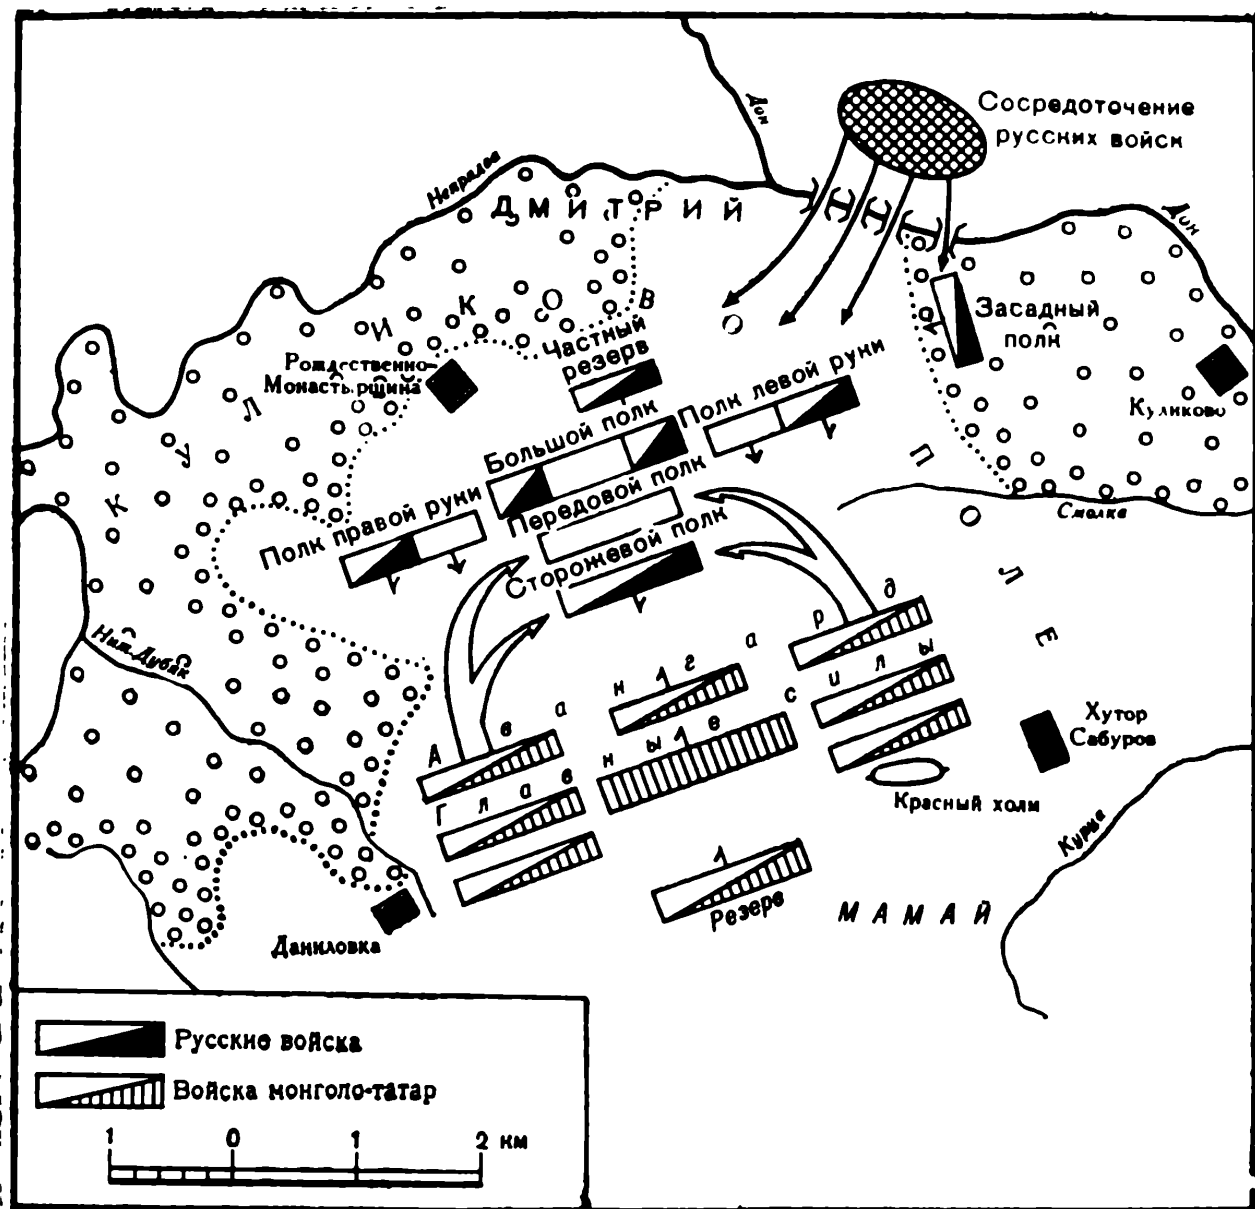 Дон
Сосредоточение
русских войск
Непрядва
ДМИТРИЙ
Дон
КУЛИКОВО ПОЛЕ
Засадный
полк
Частный
резерв
Рождественно-
Монастырщина
Куликово
Полк левой руки
Большой полк
Передовой полк
Полк правой руки
Сторожевой полк
Смолка
Ниж. Дубяк
Авангард
Главные силы
Хутор
Сабуров
Красный холм
Курца
Резерв
МАМАЙ
Даниловка
Русские войска
Войска монголо-татар
1 0 1 2 км